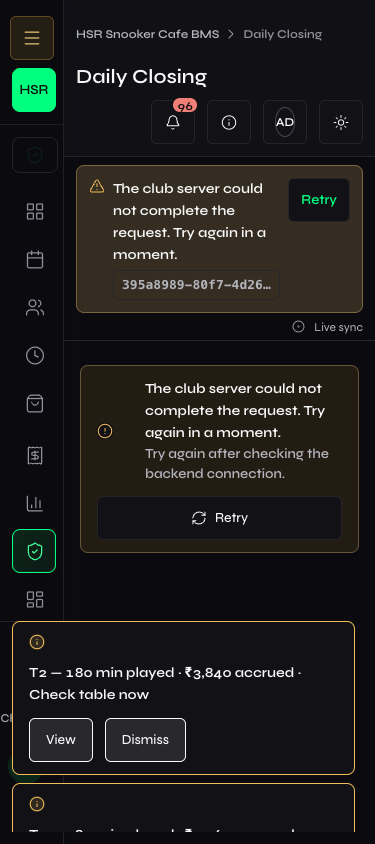 HSR Snooker Cafe BMS > Daily Closing
HSR
Daily Closing
96
AD
The club server could
not complete the
request. Try again in a
moment.
Retry
395a8989-80f7-4d26…
Live sync
The club server could not
complete the request. Try
again in a moment.
Try again after checking the
backend connection.
Retry
T2 — 180 min played · ₹3,840 accrued ·
Check table now
View
Dismiss